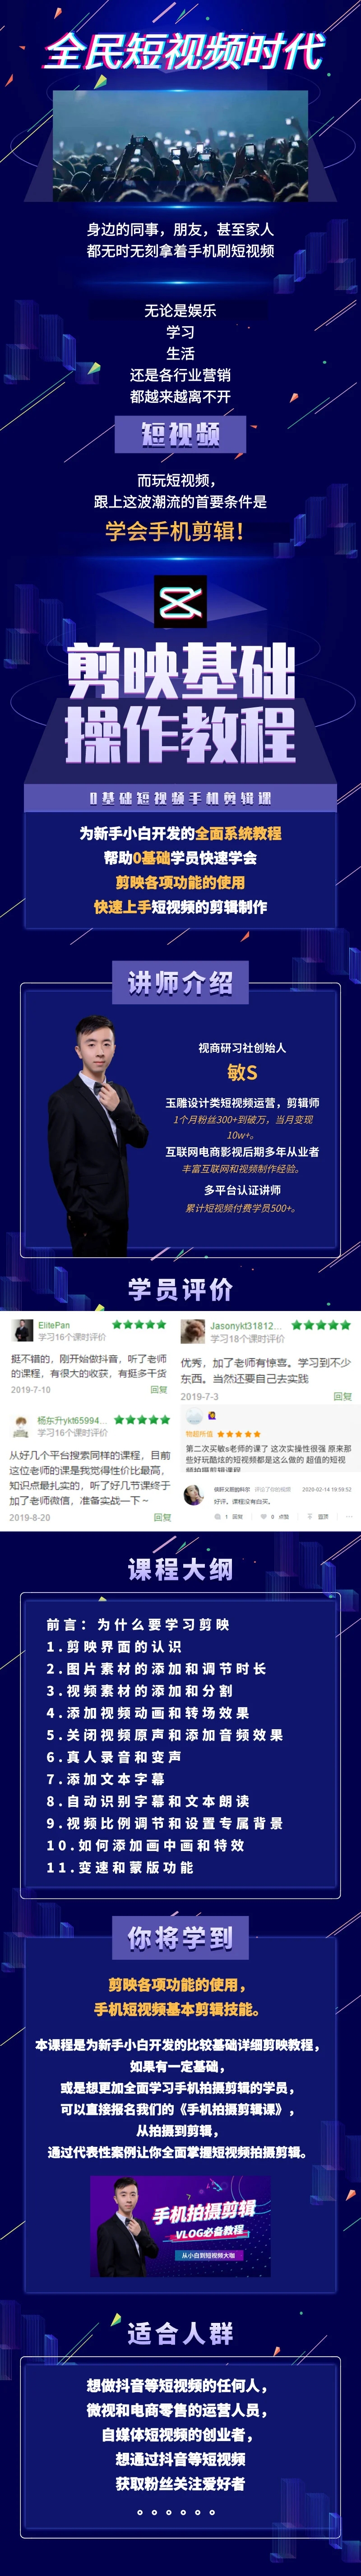 全民短视频时代
身边的同事，朋友，甚至家人
都无时无刻拿着手机刷短视频
无论是娱乐
学习
生活
还是各行业营销
都越来越离不开
短视频
而玩短视频，
跟上这波潮流的首要条件是
学会手机剪辑！
剪映基础
操作教程
0基础短视频手机剪辑课
为新手小白开发的全面系统教程
帮助0基础学员快速学会
剪映各项功能的使用
快速上手短视频的剪辑制作
讲师介绍
视商研习社创始人
敏S
玉雕设计类短视频运营，剪辑师
1个月粉丝300+到破万，当月变现
10w+。
互联网电商影视后期多年从业者
丰富互联网和视频制作经验。
多平台认证讲师
累计短视频付费学员500+。
学员评价
ElitePan
学习16个课时评价
挺不错的，刚开始做抖音，听了老师
的课程，有很大的收获，有挺多干货
2019-7-10 回复
Jasonykt31812...
学习18个课时评价
优秀，加了老师有惊喜。学习到不少
东西。当然还要自己去实践
2019-7-3 回复
杨东升ykt65994...
学习16个课时评价
从好几个平台搜索同样的课程，目前
这位老师的课是我觉得性价比最高，
知识点最扎实的，听了好几节课终于
加了老师微信，准备实战一下～
2019-8-20 回复
物超所值
第二次买敏s老师的课了 这次实操性很强 原来那
些好玩酷炫的短视频都是这么做的 超值的短视
频拍摄剪辑课程
评论了你的视频 2020-02-14 10:59:52
好评。课程没有白买。
1 回复 0 点赞 置顶
课程大纲
前言：为什么要学习剪映
1.剪映界面的认识
2.图片素材的添加和调节时长
3.视频素材的添加和分割
4.添加视频动画和转场效果
5.关闭视频原声和添加音频效果
6.真人录音和变声
7.添加文本字幕
8.自动识别字幕和文本朗读
9.视频比例调节和设置专属背景
10.如何添加画中画和特效
11.变速和蒙版功能
你将学到
剪映各项功能的使用，
手机短视频基本剪辑技能。
本课程是为新手小白开发的比较基础详细剪映教程，
如果有一定基础，
或是想更加全面学习手机拍摄剪辑的学员，
可以直接报名我们的《手机拍摄剪辑课》，
从拍摄到剪辑，
通过代表性案例让你全面掌握短视频拍摄剪辑。
手机拍摄剪辑
VLOG必备教程
从小白到短视频大咖
适合人群
想做抖音等短视频的任何人，
微视和电商零售的运营人员，
自媒体短视频的创业者，
想通过抖音等短视频
获取粉丝关注爱好者